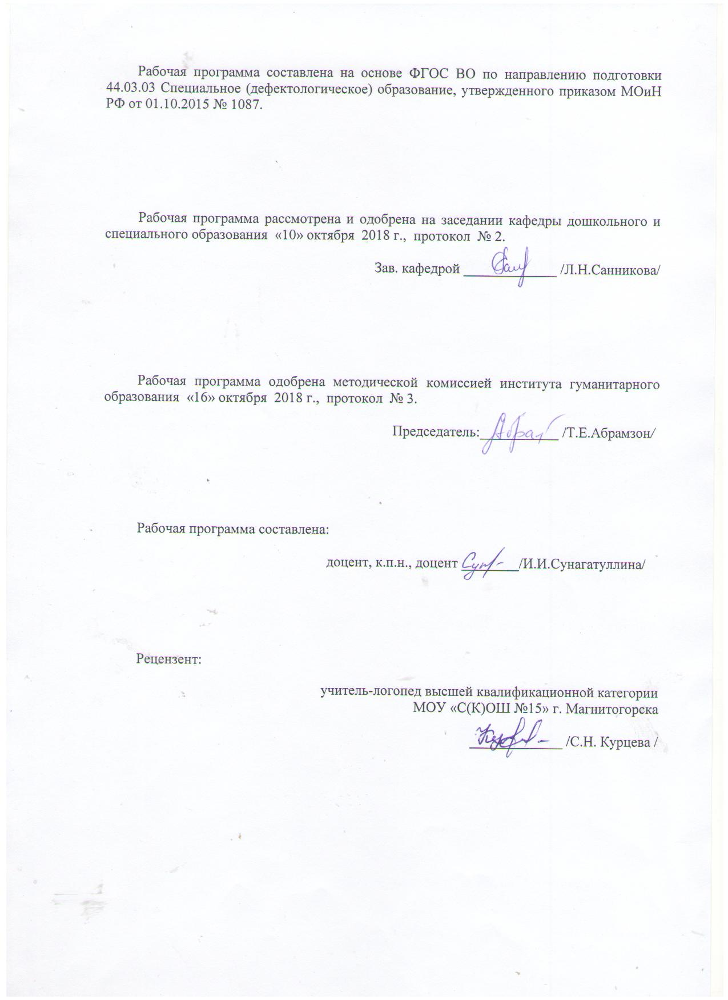 Рабочая программа составлена на основе ФГОС ВО по направлению подготовки
44.03.03 Специальное (дефектологическое) образование, утвержденного приказом МОиН
РФ от 01.10.2015 № 1087.
Рабочая программа рассмотрена и одобрена на заседании кафедры дошкольного и
специального образования «10» октября 2018 г., протокол № 2.
Зав. кафедрой _____________ /Л.Н.Санникова/
Рабочая программа одобрена методической комиссией института гуманитарного
образования «16» октября 2018 г., протокол № 3.
Председатель:___________ /Т.Е.Абрамзон/
Рабочая программа составлена:
доцент, к.п.н., доцент ________/И.И.Сунагатуллина/
Рецензент:
учитель-логопед высшей квалификационной категории
МОУ «С(К)ОШ №15» г. Магнитогорска
_____________ /С.Н. Курцева /